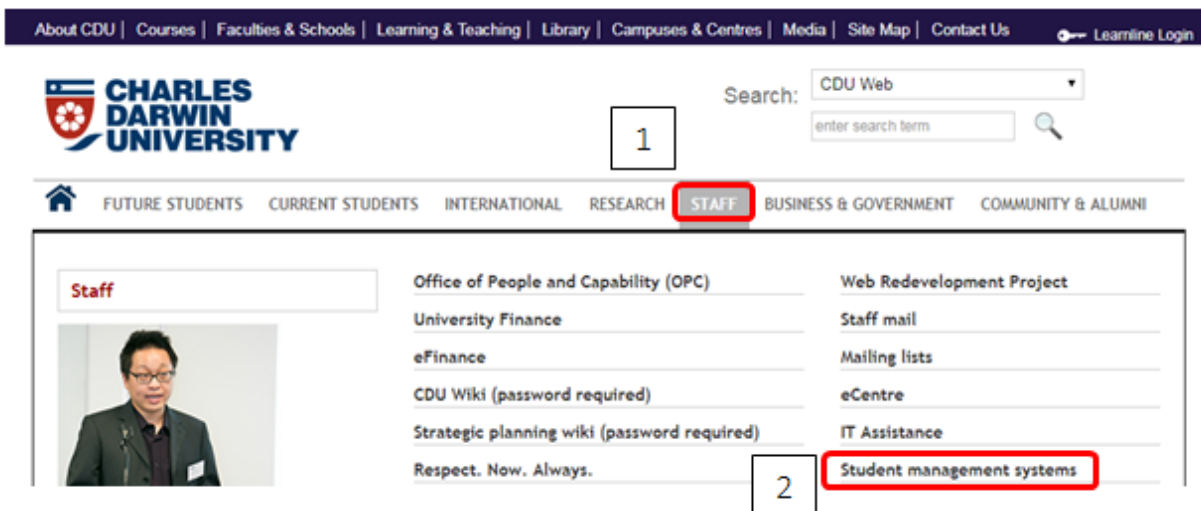 About CDU | Courses | Faculties & Schools | Learning & Teaching | Library | Campuses & Centres | Media | Site Map | Contact Us Learnline Login
CHARLES
DARWIN
UNIVERSITY
Search: CDU Web
enter search term
1
FUTURE STUDENTS CURRENT STUDENTS INTERNATIONAL RESEARCH STAFF BUSINESS & GOVERNMENT COMMUNITY & ALUMNI
Staff
Office of People and Capability (OPC)
University Finance
eFinance
CDU Wiki (password required)
Strategic planning wiki (password required)
Respect. Now. Always.
Web Redevelopment Project
Staff mail
Mailing lists
eCentre
IT Assistance
Student management systems
2